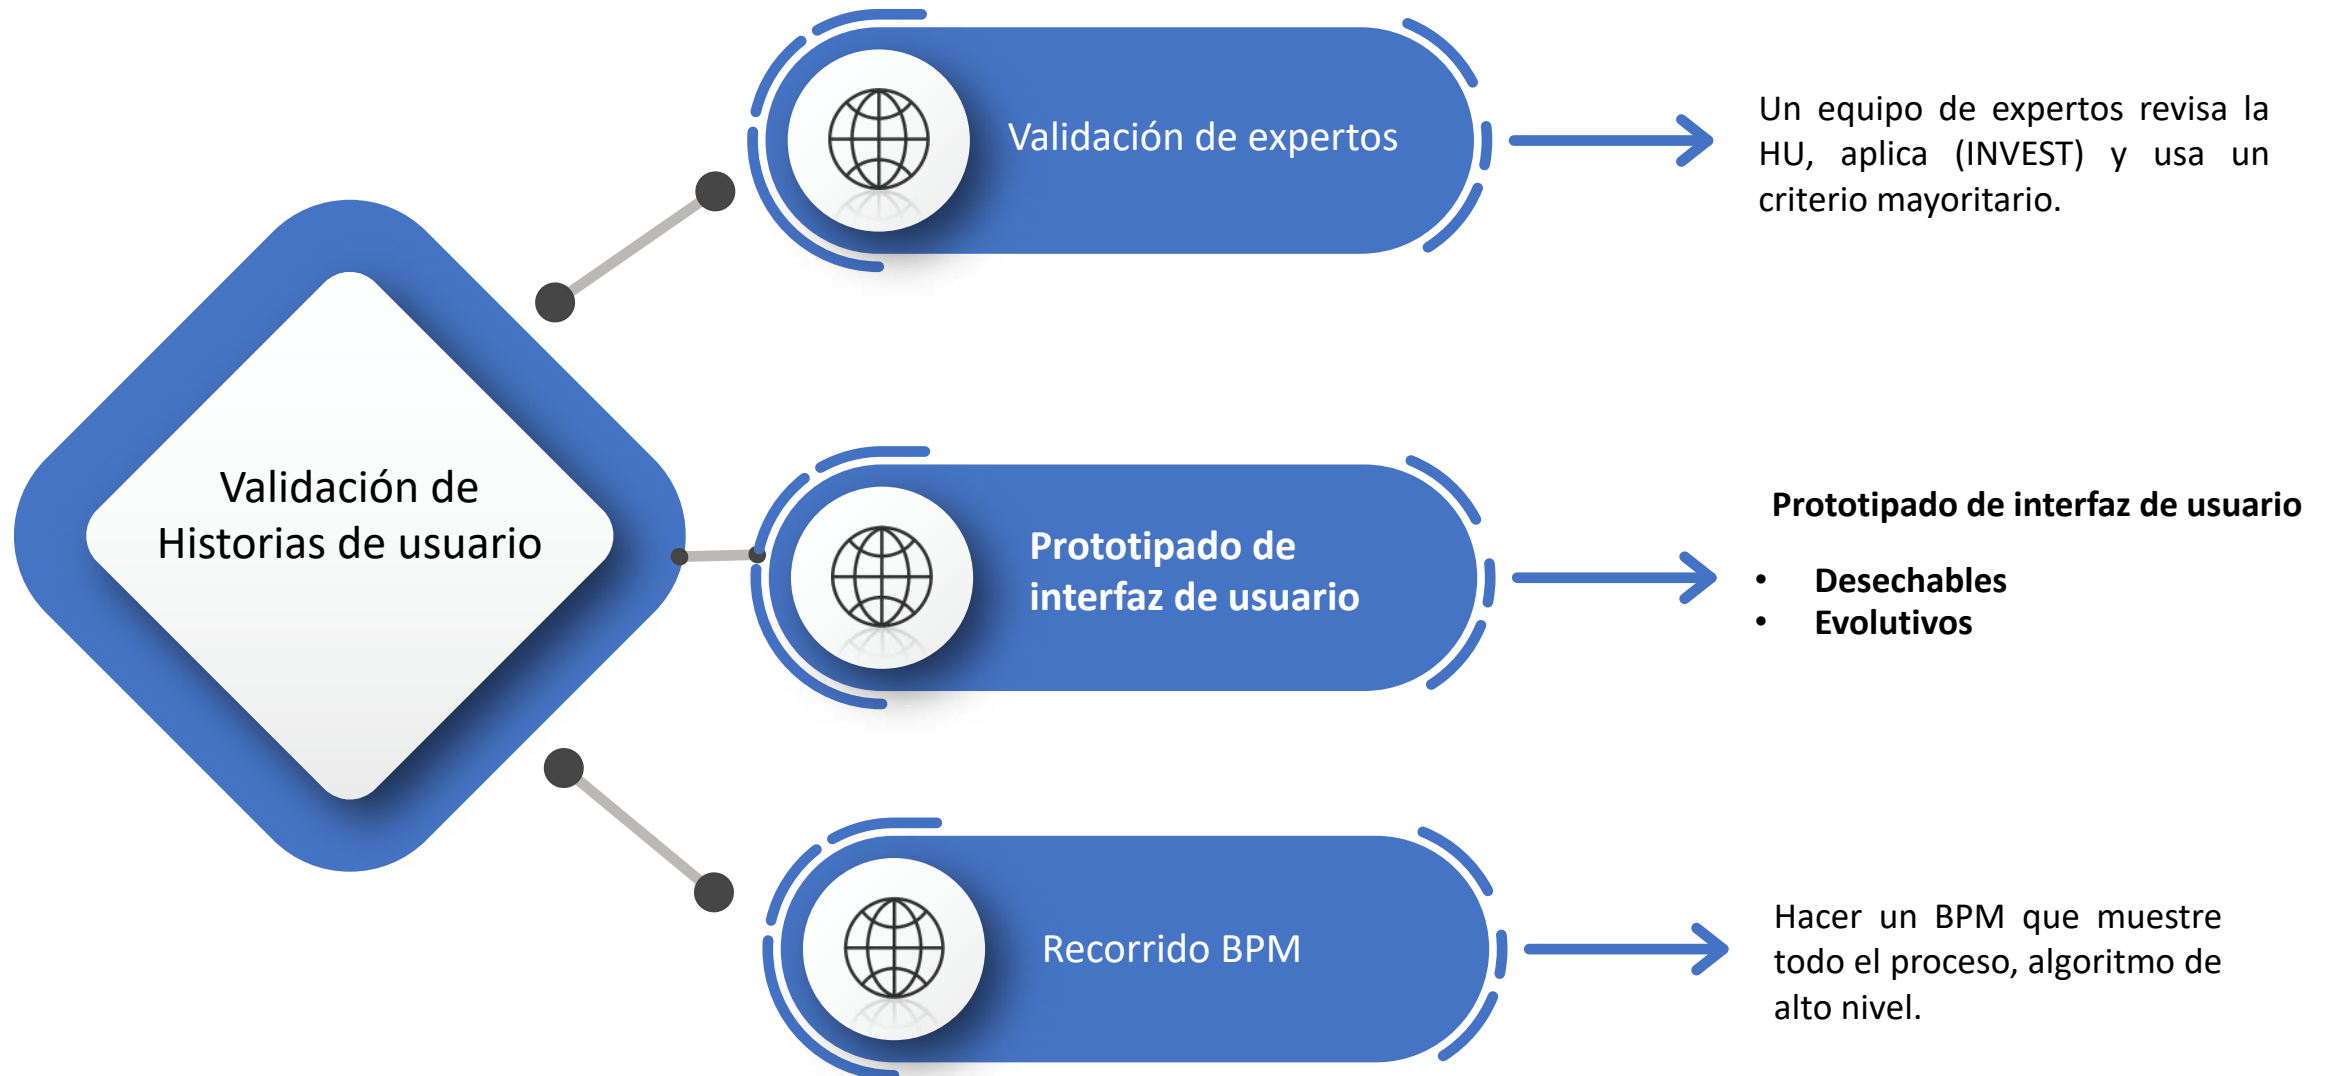 Validación de
Historias de usuario
Validación de expertos
Un equipo de expertos revisa la
HU, aplica (INVEST) y usa un
criterio mayoritario.
Prototipado de
interfaz de usuario
Prototipado de interfaz de usuario
• Desechables
• Evolutivos
Recorrido BPM
Hacer un BPM que muestre
todo el proceso, algoritmo de
alto nivel.